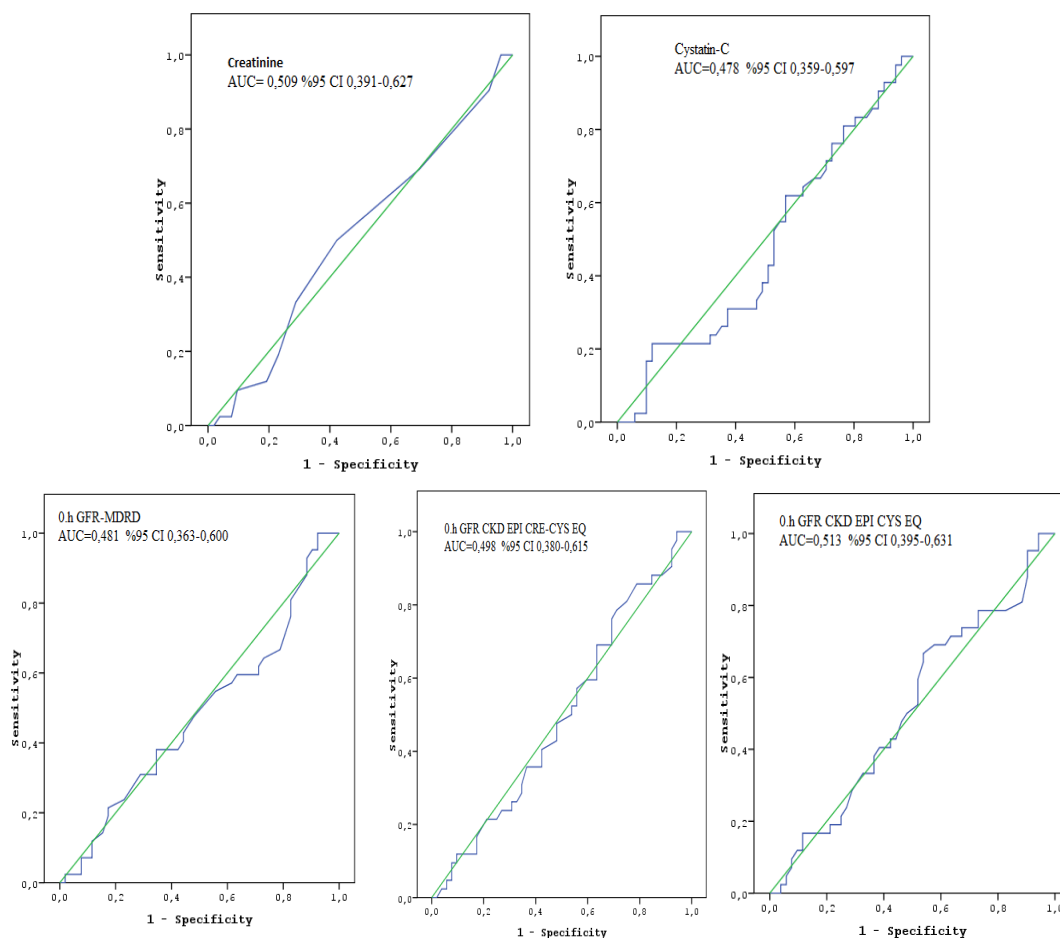 Creatinine
AUC= 0,509 %95 CI 0,391-0,627
Sensitivity
1,0
0,8
0,6
0,4
0,2
0,0
0,0 0,2 0,4 0,6 0,8 1,0
1 - Specificity
Cystatin-C
AUC=0,478 %95 CI 0,359-0,597
Sensitivity
1,0
0,8
0,6
0,4
0,2
0,0
0,0 0,2 0,4 0,6 0,8 1,0
1 - Specificity
0.h GFR-MDRD
AUC=0,481 %95 CI 0,363-0,600
Sensitivity
1,0
0,8
0,6
0,4
0,2
0,0
0,0 0,2 0,4 0,6 0,8 1,0
1 - Specificity
0.h GFR CKD EPI CRE-CYS EQ
AUC=0,498 %95 CI 0,380-0,615
Sensitivity
1,0
0,8
0,6
0,4
0,2
0,0
0,0 0,2 0,4 0,6 0,8 1,0
1 - Specificity
0.h GFR CKD EPI CYS EQ
AUC=0,513 %95 CI 0,395-0,631
Sensitivity
1,0
0,8
0,6
0,4
0,2
0,0
0,0 0,2 0,4 0,6 0,8 1,0
1 - Specificity